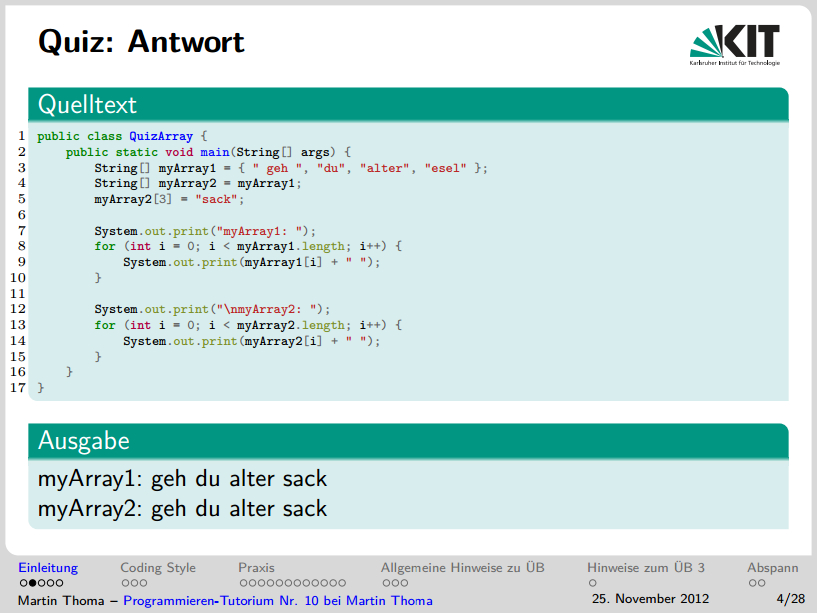 Quiz: Antwort
KIT
Karlsruher Institut für Technologie
Quelltext
1 public class QuizArray {
2     public static void main(String[] args) {
3         String[] myArray1 = { " geh ", "du", "alter", "esel" };
4         String[] myArray2 = myArray1;
5         myArray2[3] = "sack";
6
7         System.out.print("myArray1: ");
8         for (int i = 0; i < myArray1.length; i++) {
9             System.out.print(myArray1[i] + " ");
10         }
11
12         System.out.print("\nmyArray2: ");
13         for (int i = 0; i < myArray2.length; i++) {
14             System.out.print(myArray2[i] + " ");
15         }
16     }
17 }
Ausgabe
myArray1: geh du alter sack
myArray2: geh du alter sack
Einleitung Coding Style Praxis Allgemeine Hinweise zu ÜB Hinweise zum ÜB 3 Abspann
Martin Thoma – Programmieren-Tutorium Nr. 10 bei Martin Thoma 25. November 2012 4/28